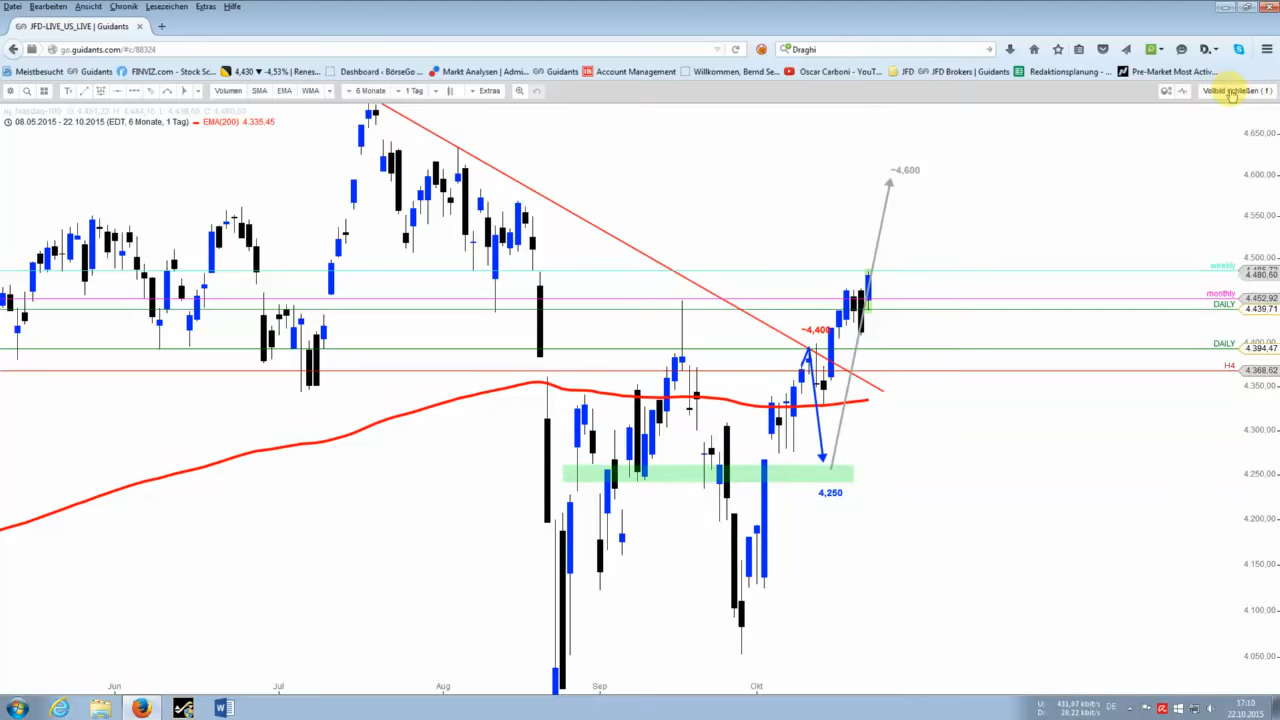 Datei Bearbeiten Ansicht Chronik Lesezeichen Extras Hilfe
JFD-LIVE_US_LIVE | Guidants
go.guidants.com/#c/88324
Draghi
Meistbesucht Guidants FINVIZ.com - Stock Sc... 4,430 ▼ -4,53% | Renes... Dashboard - BörseGo ... Markt Analysen | Admi... Guidants Account Management Willkommen, Bernd Se... Oscar Carboni - YouT... JFD JFD Brokers | Guidants Redaktionsplanung - ... Pre-Market Most Activ...
Volumen SMA EMA WMA 6 Monate 1 Tag Extras
08.05.2015 - 22.10.2015 (EDT, 6 Monate, 1 Tag) EMA(200) 4.335,45
4.650,00
~4,600
4.600,00
4.550,00
4.500,00
weekly
4.480,60
monthly
4.452,92
DAILY
4.439,71
~4,400
DAILY
4.394,47
H4
4.368,62
4.350,00
4.300,00
4.250,00
4,250
4.200,00
4.150,00
4.100,00
4.050,00
Jun Jul Aug Sep Okt
DE
17:10
22.10.2015